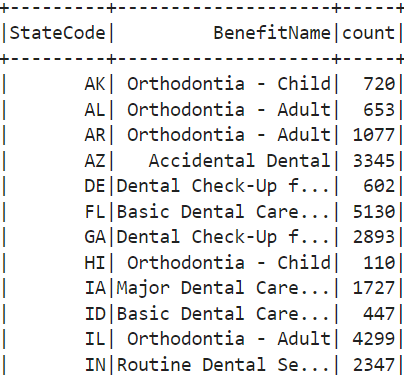 +---------+--------------------+-----+
|StateCode|         BenefitName|count|
+---------+--------------------+-----+
|       AK| Orthodontia - Child|  720|
|       AL| Orthodontia - Adult|  653|
|       AR| Orthodontia - Adult| 1077|
|       AZ|   Accidental Dental| 3345|
|       DE|Dental Check-Up f...|  602|
|       FL|Basic Dental Care...| 5130|
|       GA|Dental Check-Up f...| 2893|
|       HI| Orthodontia - Child|  110|
|       IA|Major Dental Care...| 1727|
|       ID|Basic Dental Care...|  447|
|       IL| Orthodontia - Adult| 4299|
|       IN|Routine Dental Se...| 2347|